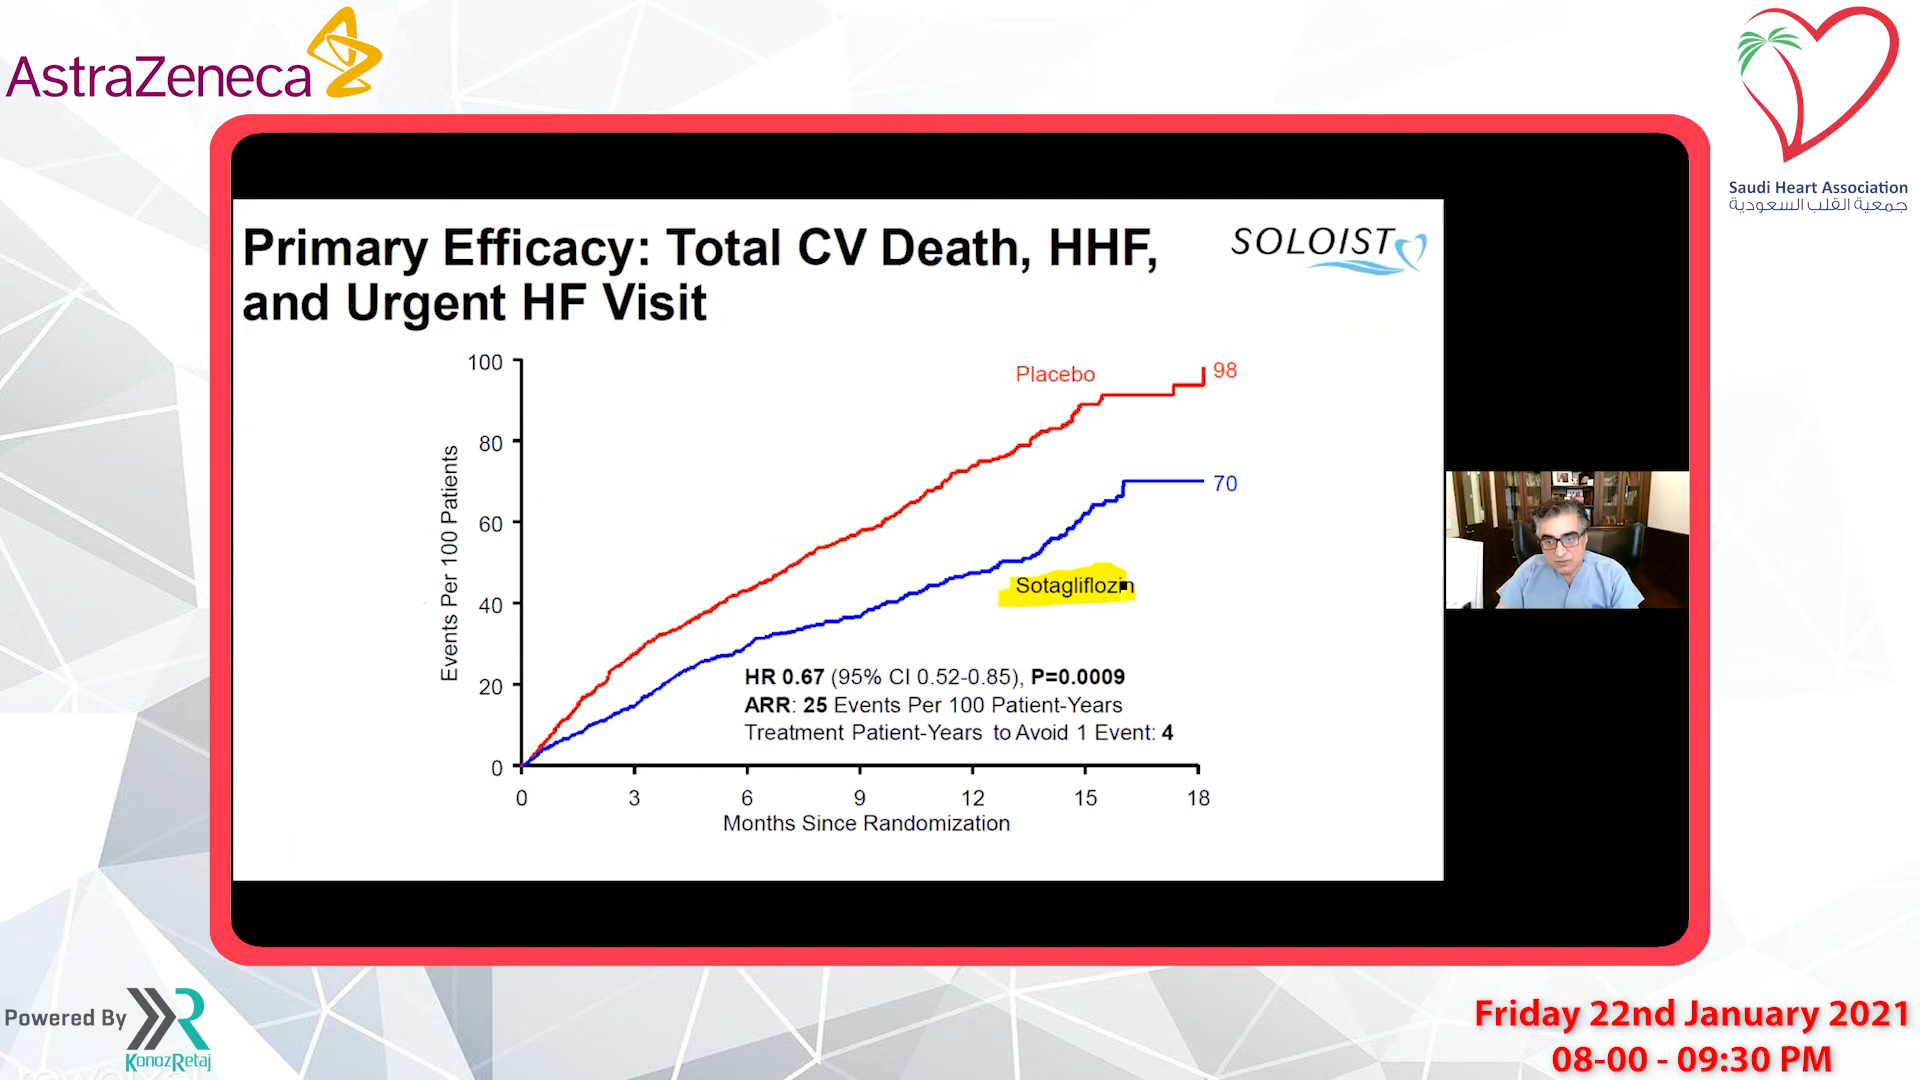 AstraZeneca
Saudi Heart Association
جمعية القلب السعودية
Primary Efficacy: Total CV Death, HHF,
and Urgent HF Visit
SOLOIST
Events Per 100 Patients
100
80
60
40
20
0
Placebo
98
70
Sotagliflozin
HR 0.67 (95% CI 0.52-0.85), P=0.0009
ARR: 25 Events Per 100 Patient-Years
Treatment Patient-Years to Avoid 1 Event: 4
0 3 6 9 12 15 18
Months Since Randomization
Powered By
KonozRetaj
Friday 22nd January 2021
08-00 - 09:30 PM